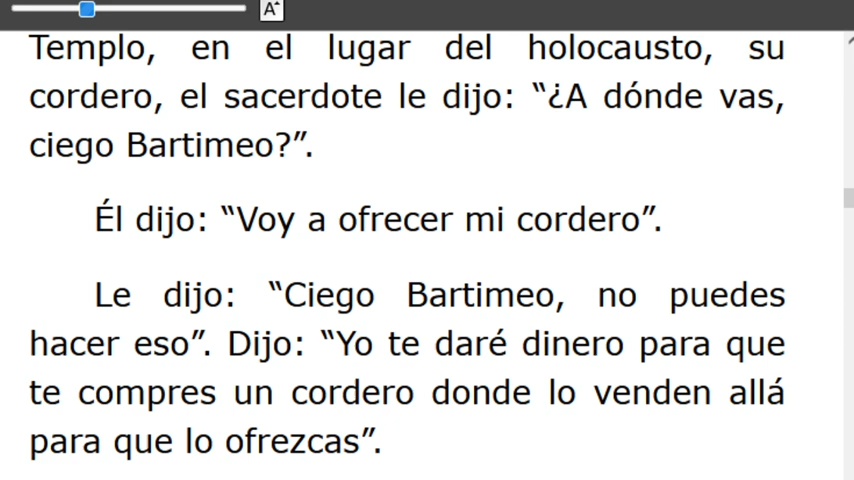 A
Templo, en el lugar del holocausto, su
cordero, el sacerdote le dijo: “¿A dónde vas,
ciego Bartimeo?”.
Él dijo: “Voy a ofrecer mi cordero”.
Le dijo: “Ciego Bartimeo, no puedes
hacer eso”. Dijo: “Yo te daré dinero para que
te compres un cordero donde lo venden allá
para que lo ofrezcas”.